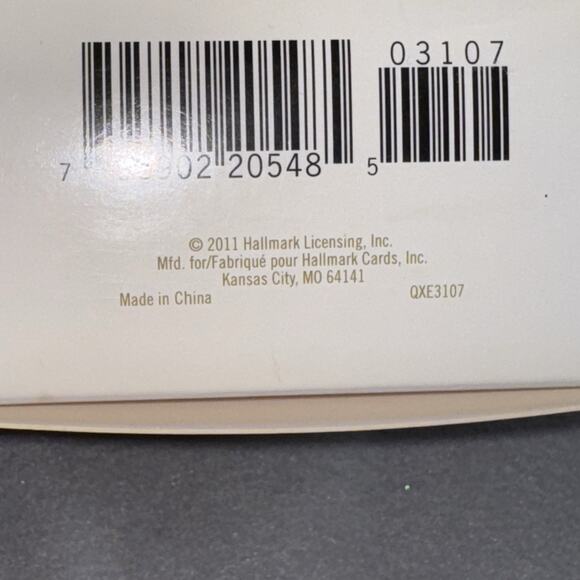 03107
7 02 20548 5
© 2011 Hallmark Licensing, Inc.
Mfd. for/Fabriqué pour Hallmark Cards, Inc.
Kansas City, MO 64141
Made in China QXE3107